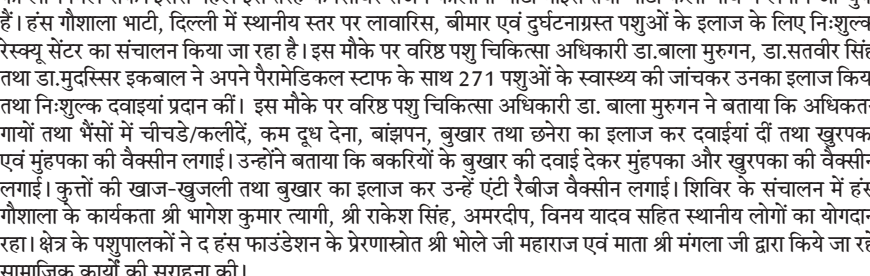 हैं। हंस गौशाला भाटी, दिल्ली में स्थानीय स्तर पर लावारिस, बीमार एवं दुर्घटनाग्रस्त पशुओं के इलाज के लिए निःशुल्क
रेस्क्यू सेंटर का संचालन किया जा रहा है। इस मौके पर वरिष्ठ पशु चिकित्सा अधिकारी डा.बाला मुरुगन, डा.सतवीर सिंह
तथा डा.मुदस्सिर इकबाल ने अपने पैरामेडिकल स्टाफ के साथ 271 पशुओं के स्वास्थ्य की जांचकर उनका इलाज किय
तथा निःशुल्क दवाइयां प्रदान कीं। इस मौके पर वरिष्ठ पशु चिकित्सा अधिकारी डा. बाला मुरुगन ने बताया कि अधिकत
गायों तथा भैंसों में चीचडे/कलीदें, कम दूध देना, बांझपन, बुखार तथा छनेरा का इलाज कर दवाईयां दीं तथा खुरपक
एवं मुंहपका की वैक्सीन लगाई। उन्होंने बताया कि बकरियों के बुखार की दवाई देकर मुंहपका और खुरपका की वैक्सीन
लगाई। कुत्तों की खाज-खुजली तथा बुखार का इलाज कर उन्हें एंटी रैबीज वैक्सीन लगाई। शिविर के संचालन में हंस
गौशाला के कार्यकता श्री भागेश कुमार त्यागी, श्री राकेश सिंह, अमरदीप, विनय यादव सहित स्थानीय लोगों का योगदान
रहा। क्षेत्र के पशुपालकों ने द हंस फाउंडेशन के प्रेरणास्रोत श्री भोले जी महाराज एवं माता श्री मंगला जी द्वारा किये जा रहे
सामाजिक कार्यों की सराहना की।